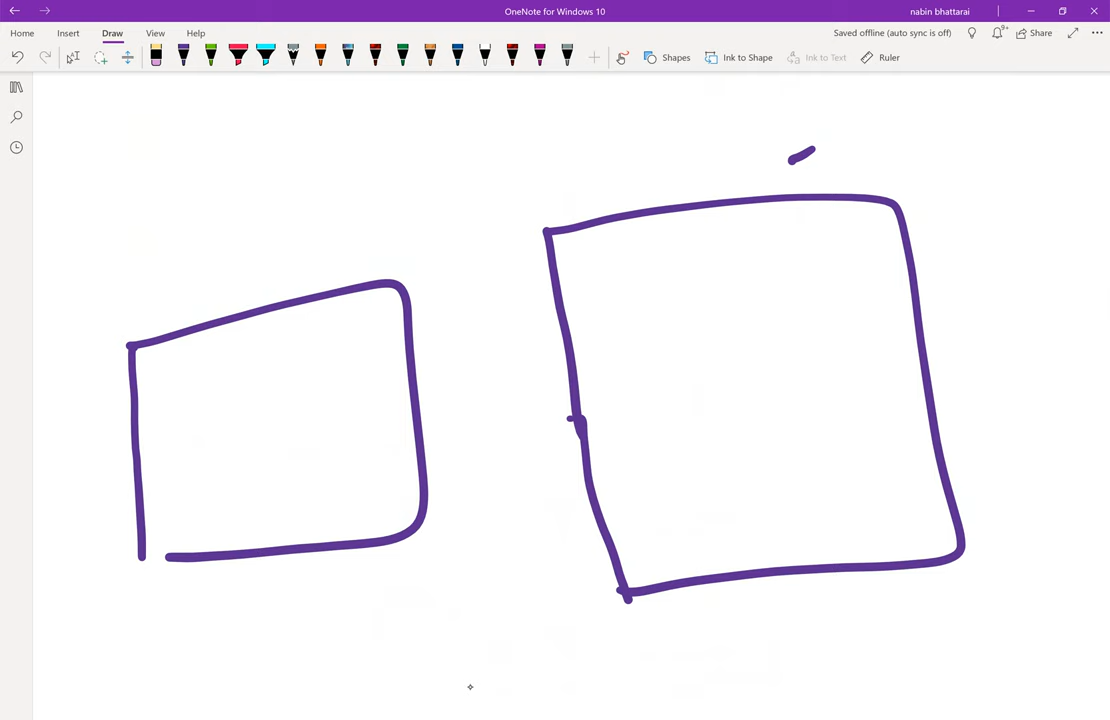 OneNote for Windows 10
nabin bhattarai
Home Insert Draw View Help
Saved offline (auto sync is off)
9+
Share
Shapes
Ink to Shape
Ink to Text
Ruler